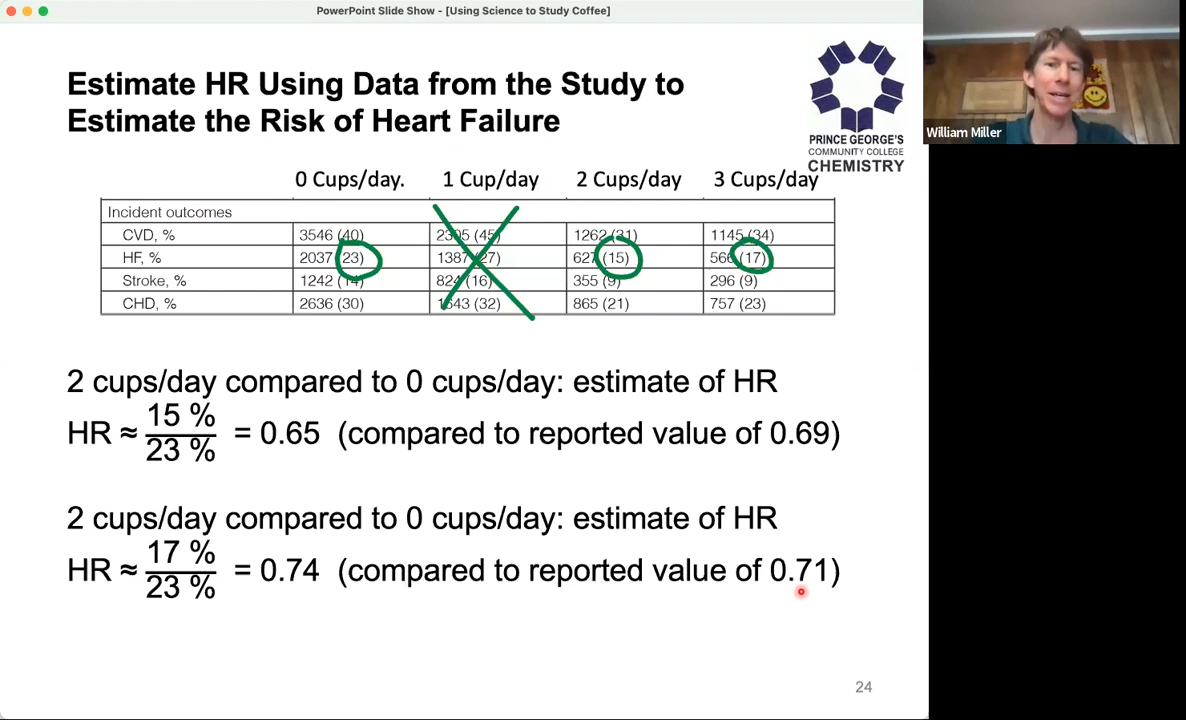 PowerPoint Slide Show - [Using Science to Study Coffee]
Estimate HR Using Data from the Study to
Estimate the Risk of Heart Failure
PRINCE GEORGE'S
COMMUNITY COLLEGE
CHEMISTRY
William Miller
0 Cups/day. 1 Cup/day 2 Cups/day 3 Cups/day
Incident outcomes
CVD, % 3546 (40) (45) 1262 (31) 1145 (34)
HF, % 2037 (23) 1387 (27) 627 (15) 566 (17)
Stroke, % 1242 (14) 824 (16) 355 (9) 296 (9)
CHD, % 2636 (30) 1643 (32) 865 (21) 757 (23)
2 cups/day compared to 0 cups/day: estimate of HR
HR ≈ 15 % / 23 % = 0.65 (compared to reported value of 0.69)
2 cups/day compared to 0 cups/day: estimate of HR
HR ≈ 17 % / 23 % = 0.74 (compared to reported value of 0.71)
24